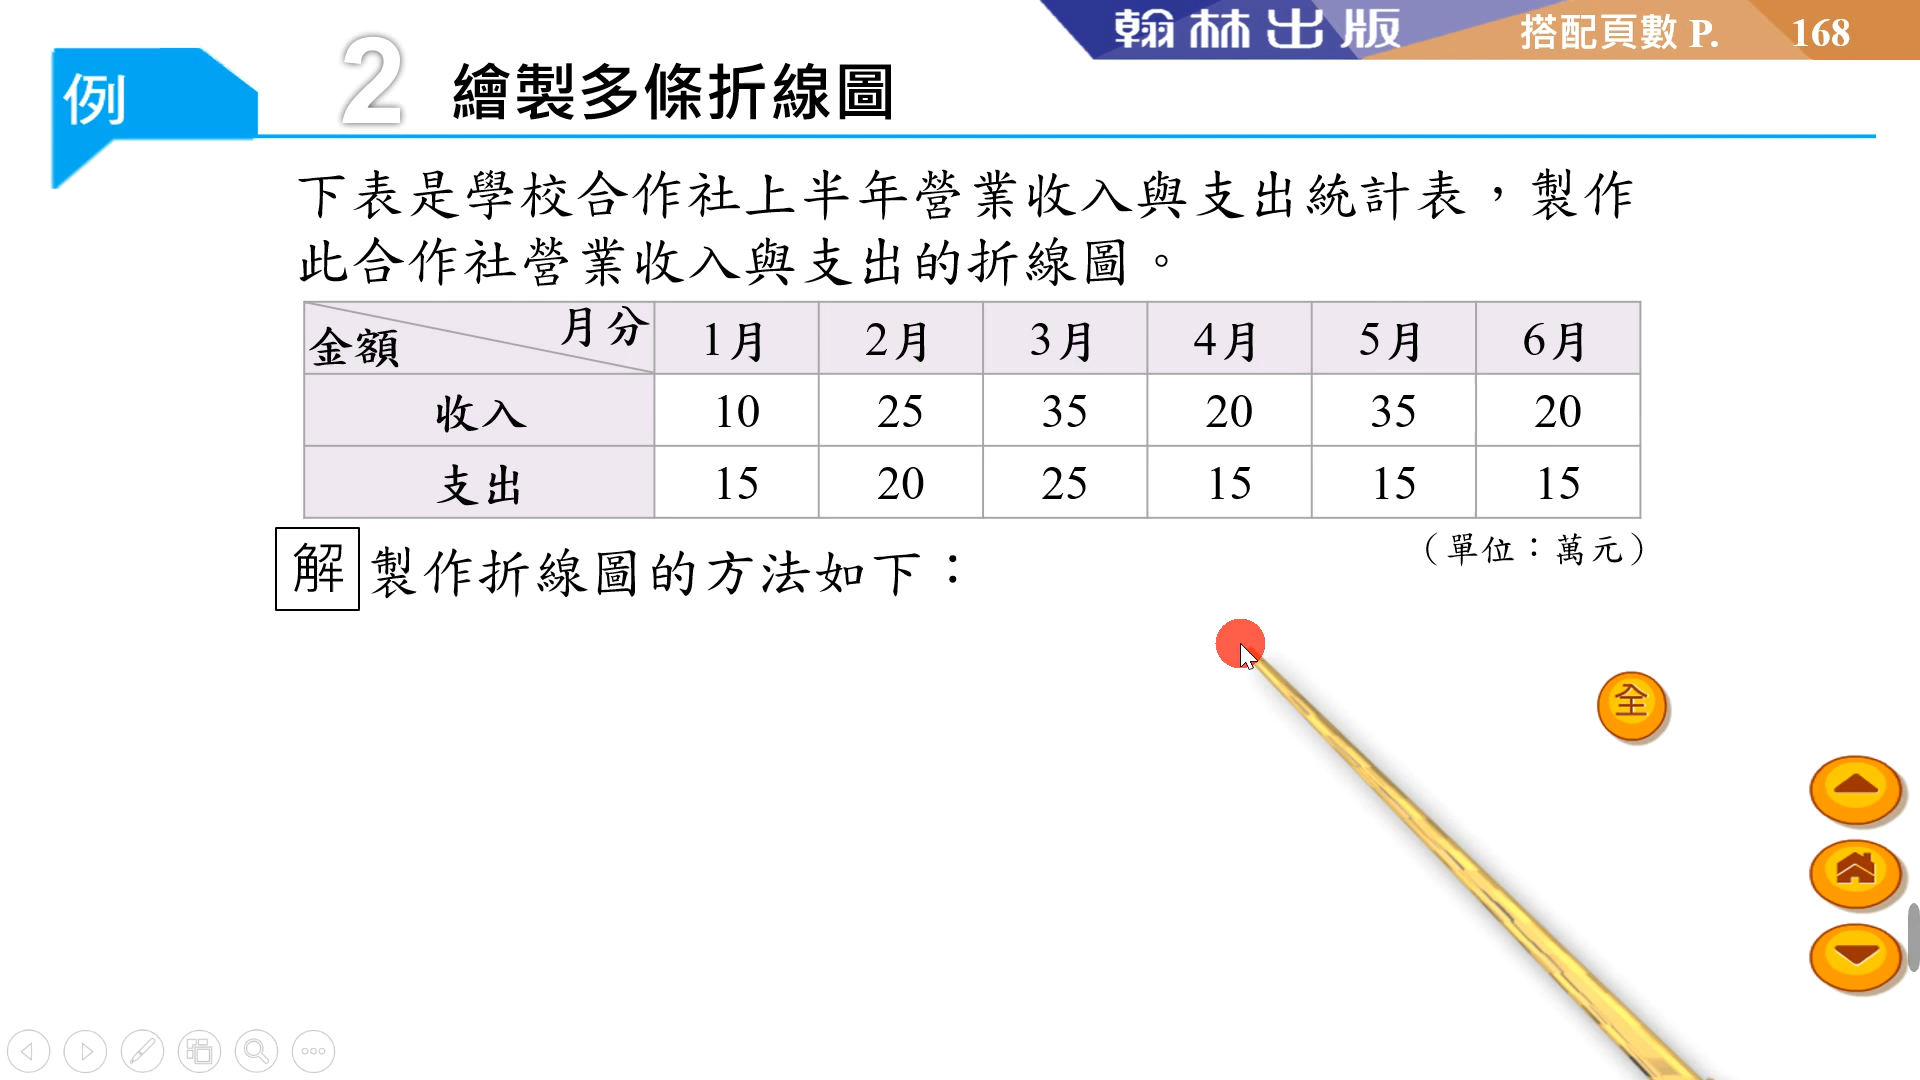 翰林出版 搭配頁數 P. 168
例 2 繪製多條折線圖
下表是學校合作社上半年營業收入與支出統計表，製作
此合作社營業收入與支出的折線圖。
金額 月分 1月 2月 3月 4月 5月 6月
收入 10 25 35 20 35 20
支出 15 20 25 15 15 15
（單位：萬元）
解 製作折線圖的方法如下：
全